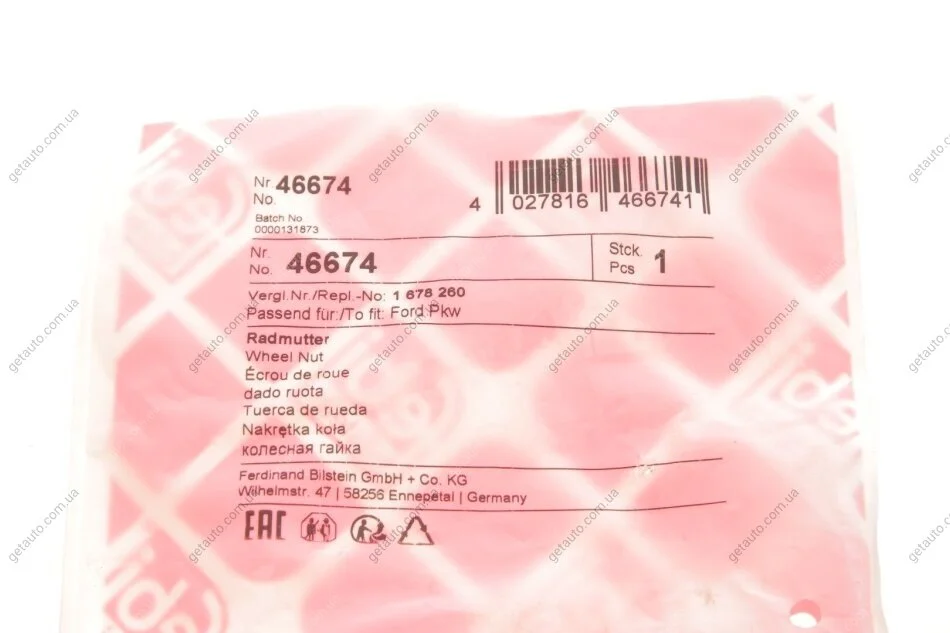 Nr. 46674
No.
Batch No
0000131873
4 027816 466741
Nr.
No. 46674
Stck.
Pcs 1
Vergl.Nr./Repl.-No: 1 678 260
Passend für:/To fit: Ford Pkw
Radmutter
Wheel Nut
Écrou de roue
dado ruota
Tuerca de rueda
Nakrętka koła
колесная гайка
Ferdinand Bilstein GmbH + Co. KG
Wilhelmstr. 47 | 58256 Ennepetal | Germany
EAC
getauto.com.ua